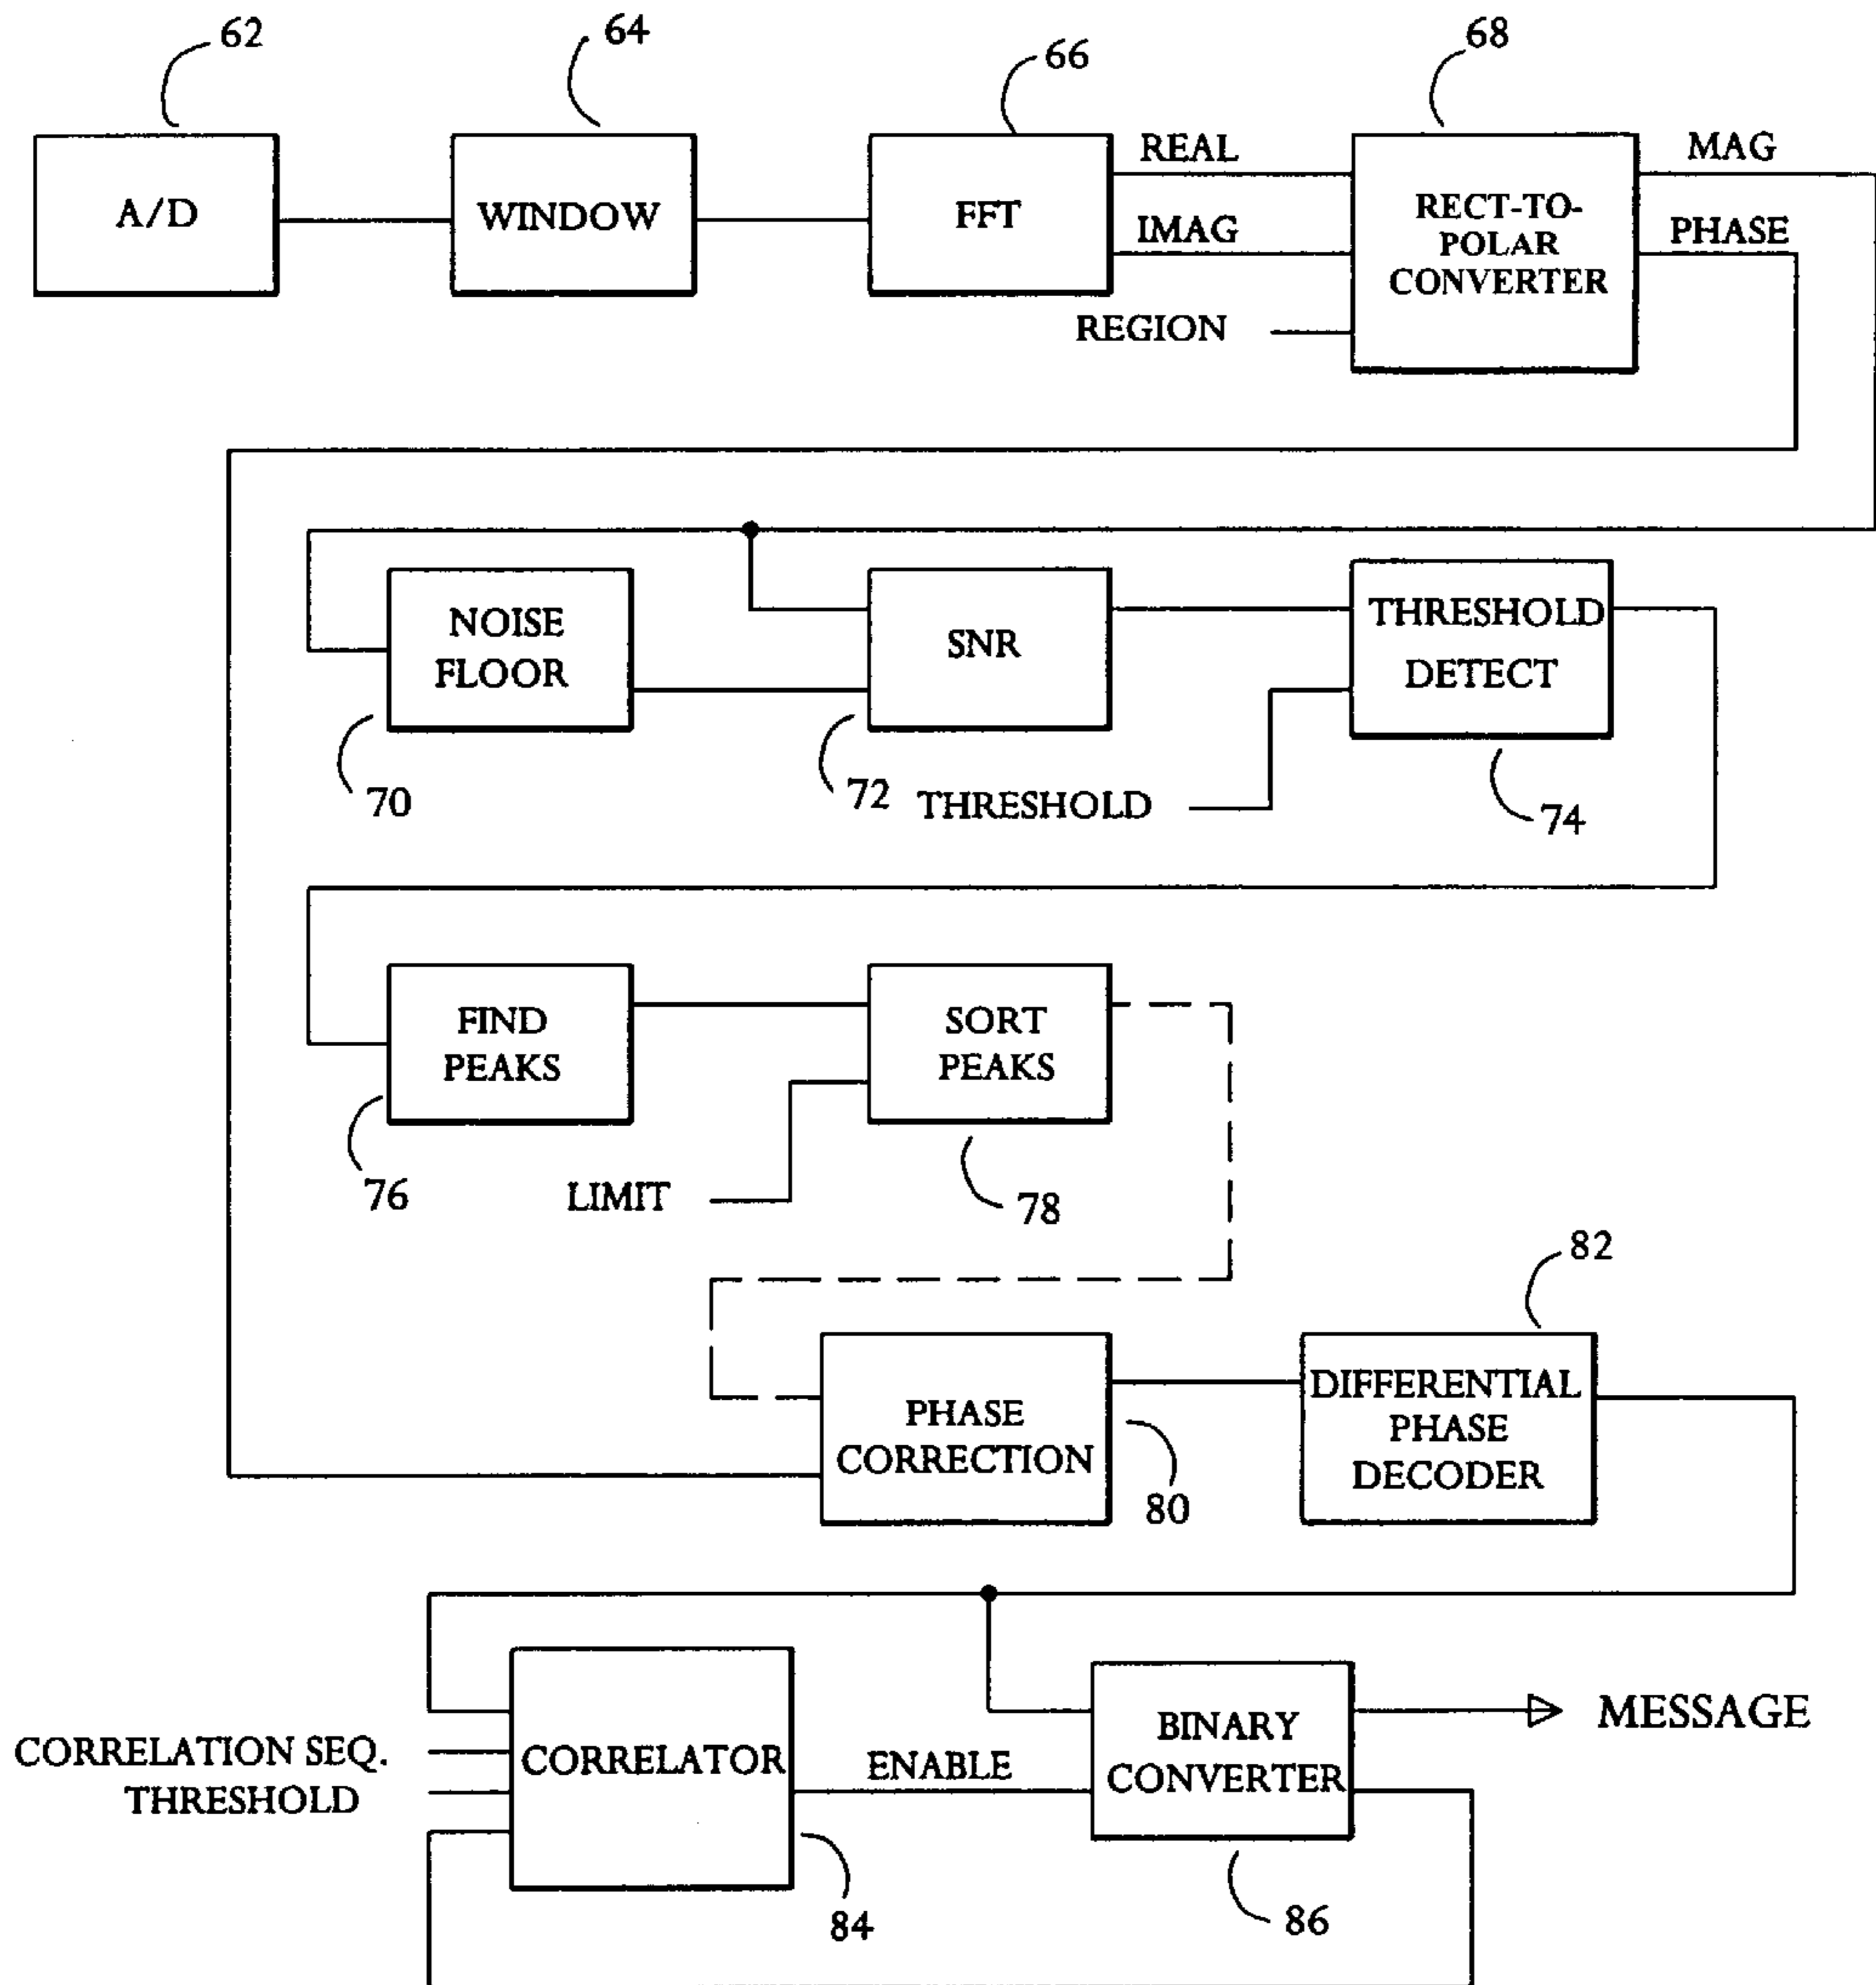 62
64
66
68
A/D
WINDOW
FFT
REAL
IMAG
REGION
RECT-TO-
POLAR
CONVERTER
MAG
PHASE
NOISE
FLOOR
70
SNR
72
THRESHOLD
THRESHOLD
DETECT
74
FIND
PEAKS
76
LIMIT
SORT
PEAKS
78
PHASE
CORRECTION
80
82
DIFFERENTIAL
PHASE
DECODER
CORRELATION SEQ.
THRESHOLD
CORRELATOR
84
ENABLE
BINARY
CONVERTER
86
MESSAGE